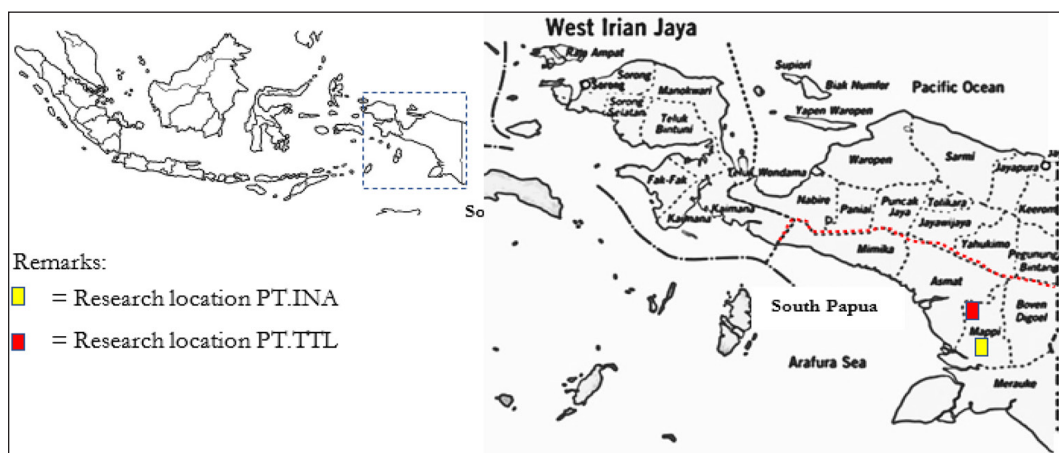 West Irian Jaya
Raja Ampat
Sorong
Sorong
Manokwari
Sorong
Selatan
Teluk
Bintuni
Supiori
Biak Numfor
Pacific Ocean
Yapen Waropen
Fak-Fak
Kaimana
Kaimana
Teluk Wondama
Waropen
Sarmi
Jayapura
Nabire
Paniai
Puncak
Jaya
Tolikara
Jayawijaya
Keerom
Mimika
Yahukimo
Pegunungan
Bintang
Asmat
So
Remarks:
= Research location PT.INA
= Research location PT.TTL
South Papua
Boven
Digoel
Mappi
Arafura Sea
Merauke